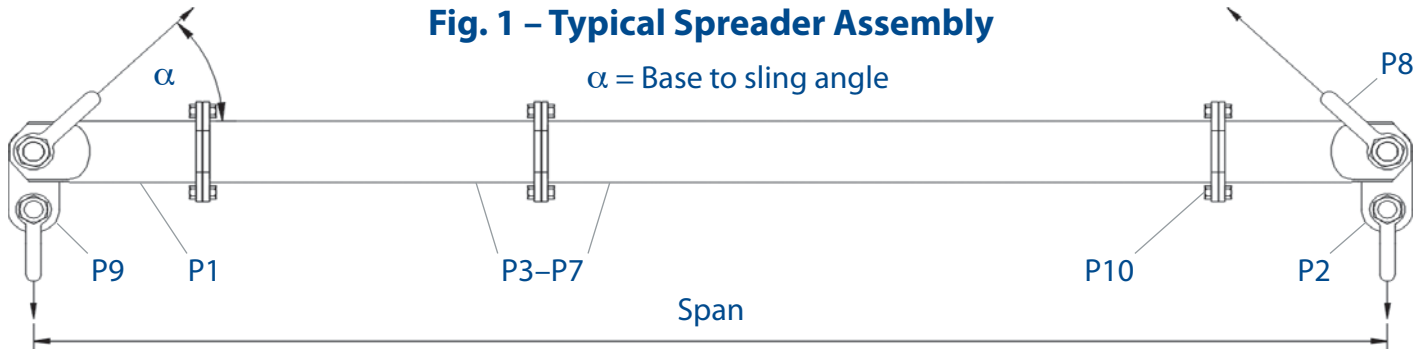 Fig. 1 – Typical Spreader Assembly
α
α = Base to sling angle
P8
P9
P1
P3–P7
P10
P2
Span